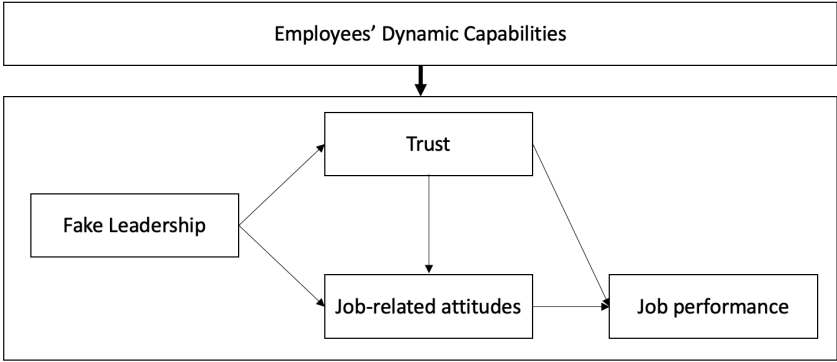 Employees’ Dynamic Capabilities
Trust
Fake Leadership
Job-related attitudes
Job performance